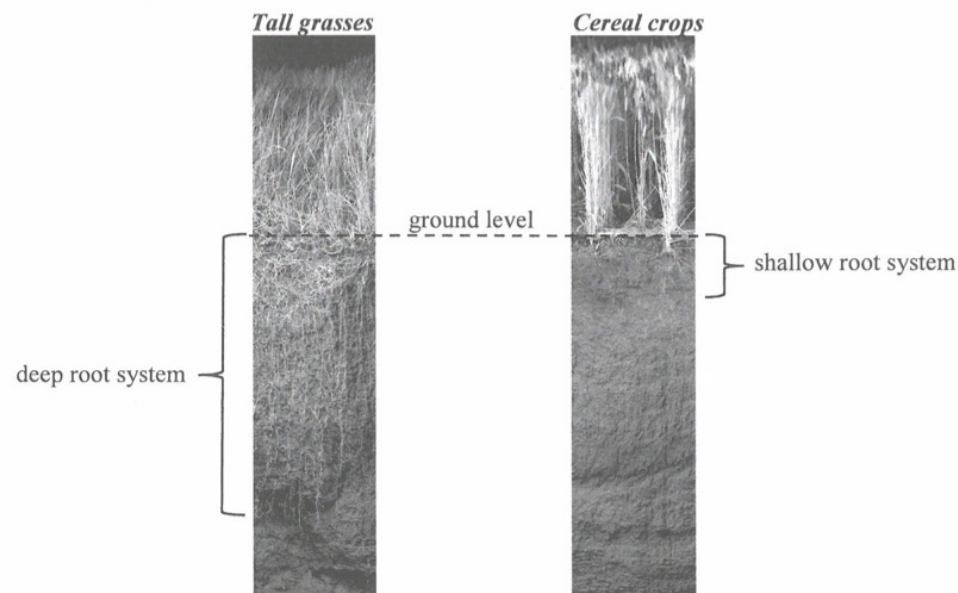 Tall grasses
Cereal crops
ground level
shallow root system
deep root system